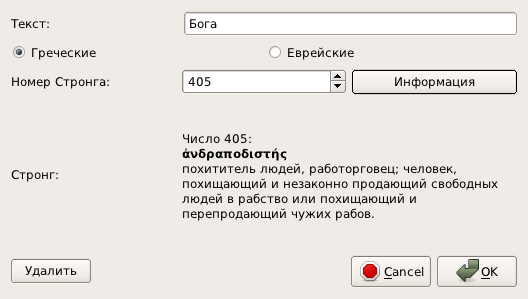 Текст: Бога
Греческие Еврейские
Номер Стронга: 405 Информация
Число 405:
ἀνδραποδιστής
Стронг: похититель людей, работорговец; человек,
похищающий и незаконно продающий свободных
людей в рабство или похищающий и
перепродающий чужих рабов.
Удалить Cancel OK